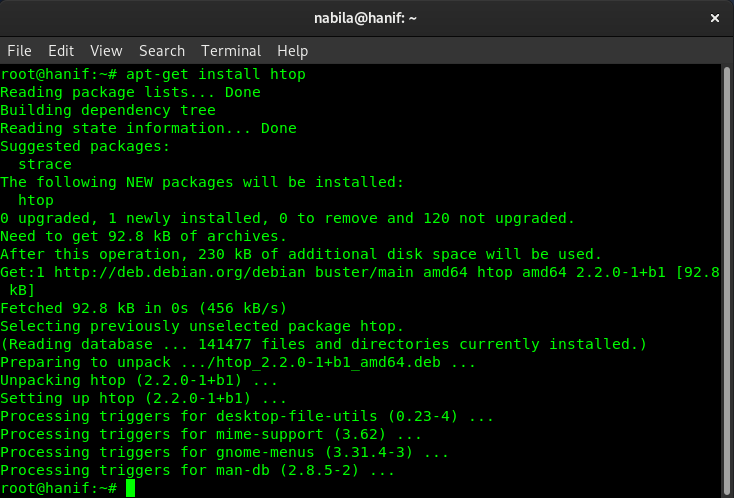 nabila@hanif: ~
×
File Edit View Search Terminal Help
root@hanif:~# apt-get install htop
Reading package lists... Done
Building dependency tree
Reading state information... Done
Suggested packages:
  strace
The following NEW packages will be installed:
  htop
0 upgraded, 1 newly installed, 0 to remove and 120 not upgraded.
Need to get 92.8 kB of archives.
After this operation, 230 kB of additional disk space will be used.
Get:1 http://deb.debian.org/debian buster/main amd64 htop amd64 2.2.0-1+b1 [92.8
 kB]
Fetched 92.8 kB in 0s (456 kB/s)
Selecting previously unselected package htop.
(Reading database ... 141477 files and directories currently installed.)
Preparing to unpack .../htop_2.2.0-1+b1_amd64.deb ...
Unpacking htop (2.2.0-1+b1) ...
Setting up htop (2.2.0-1+b1) ...
Processing triggers for desktop-file-utils (0.23-4) ...
Processing triggers for mime-support (3.62) ...
Processing triggers for gnome-menus (3.31.4-3) ...
Processing triggers for man-db (2.8.5-2) ...
root@hanif:~#